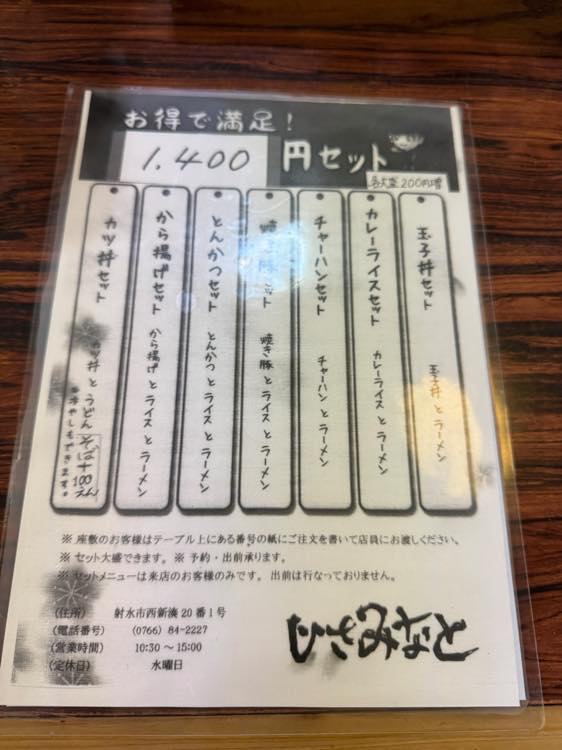 お得で満足！
1.400 円セット
各大盛200円増
玉子丼セット 玉子丼とラーメン
カレーライスセット カレーライスとラーメン
チャーハンセット チャーハンとラーメン
焼き豚セット 焼き豚とライスとラーメン
とんかつセット とんかつとライスとラーメン
から揚げセット から揚げとライスとラーメン
カツ丼セット カツ丼とうどん
そば+100えん
※冷やしもできます。
※ 座敷のお客様はテーブル上にある番号の紙にご注文を書いて店員にお渡しください。
※ セット大盛できます。 ※ 予約・出前承ります。
※ セットメニューは来店のお客様のみです。 出前は行なっておりません。
(住所) 射水市西新湊 20 番 1 号
(電話番号) (0766) 84-2227
(営業時間) 10:30 ～ 15:00
(定休日) 水曜日